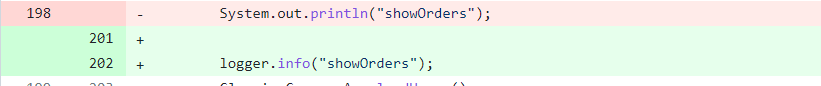 198 - System.out.println("showOrders");
201 +
202 + logger.info("showOrders");